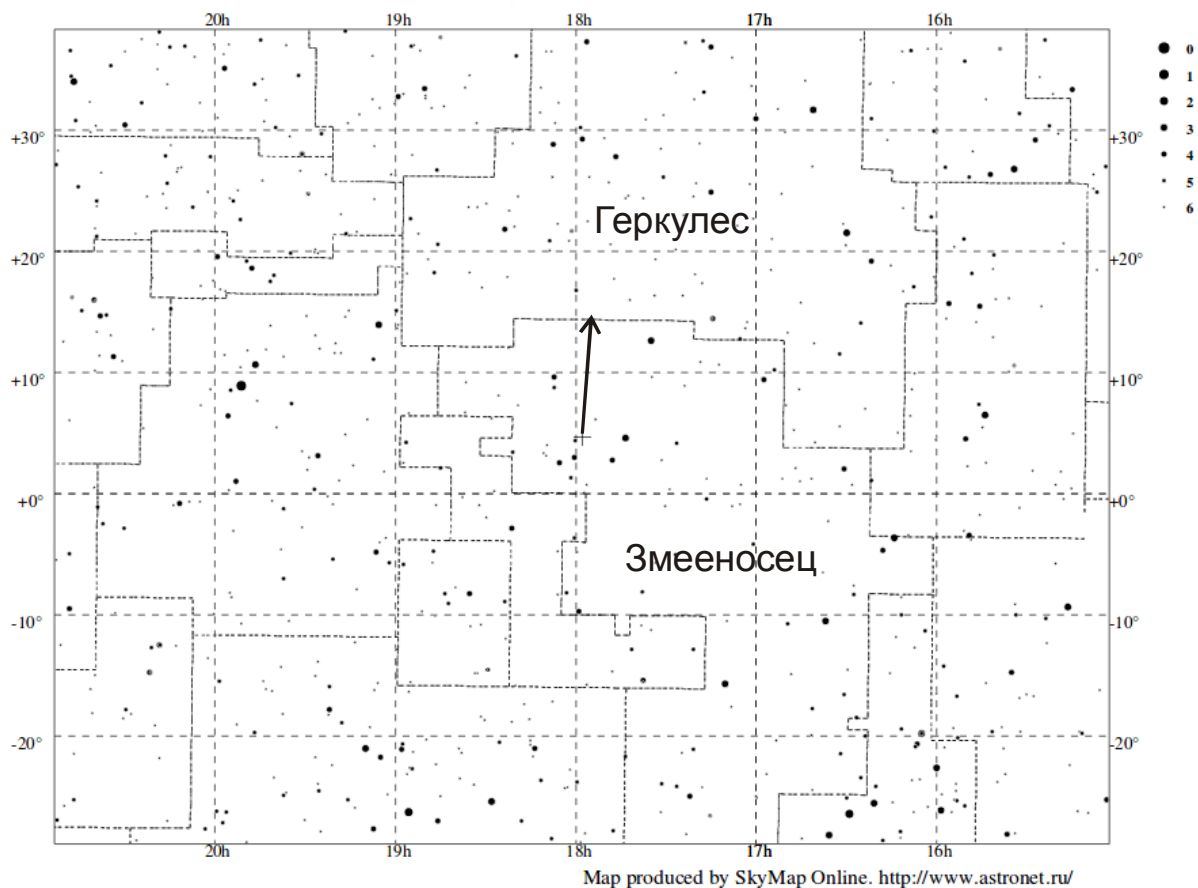 20h 19h 18h 17h 16h
0
1
2
3
4
5
6
+30° +30°
Геркулес
+20° +20°
+10° +10°
+0° +0°
Змееносец
-10° -10°
-20° -20°
20h 19h 18h 17h 16h
Map produced by SkyMap Online. http://www.astronet.ru/